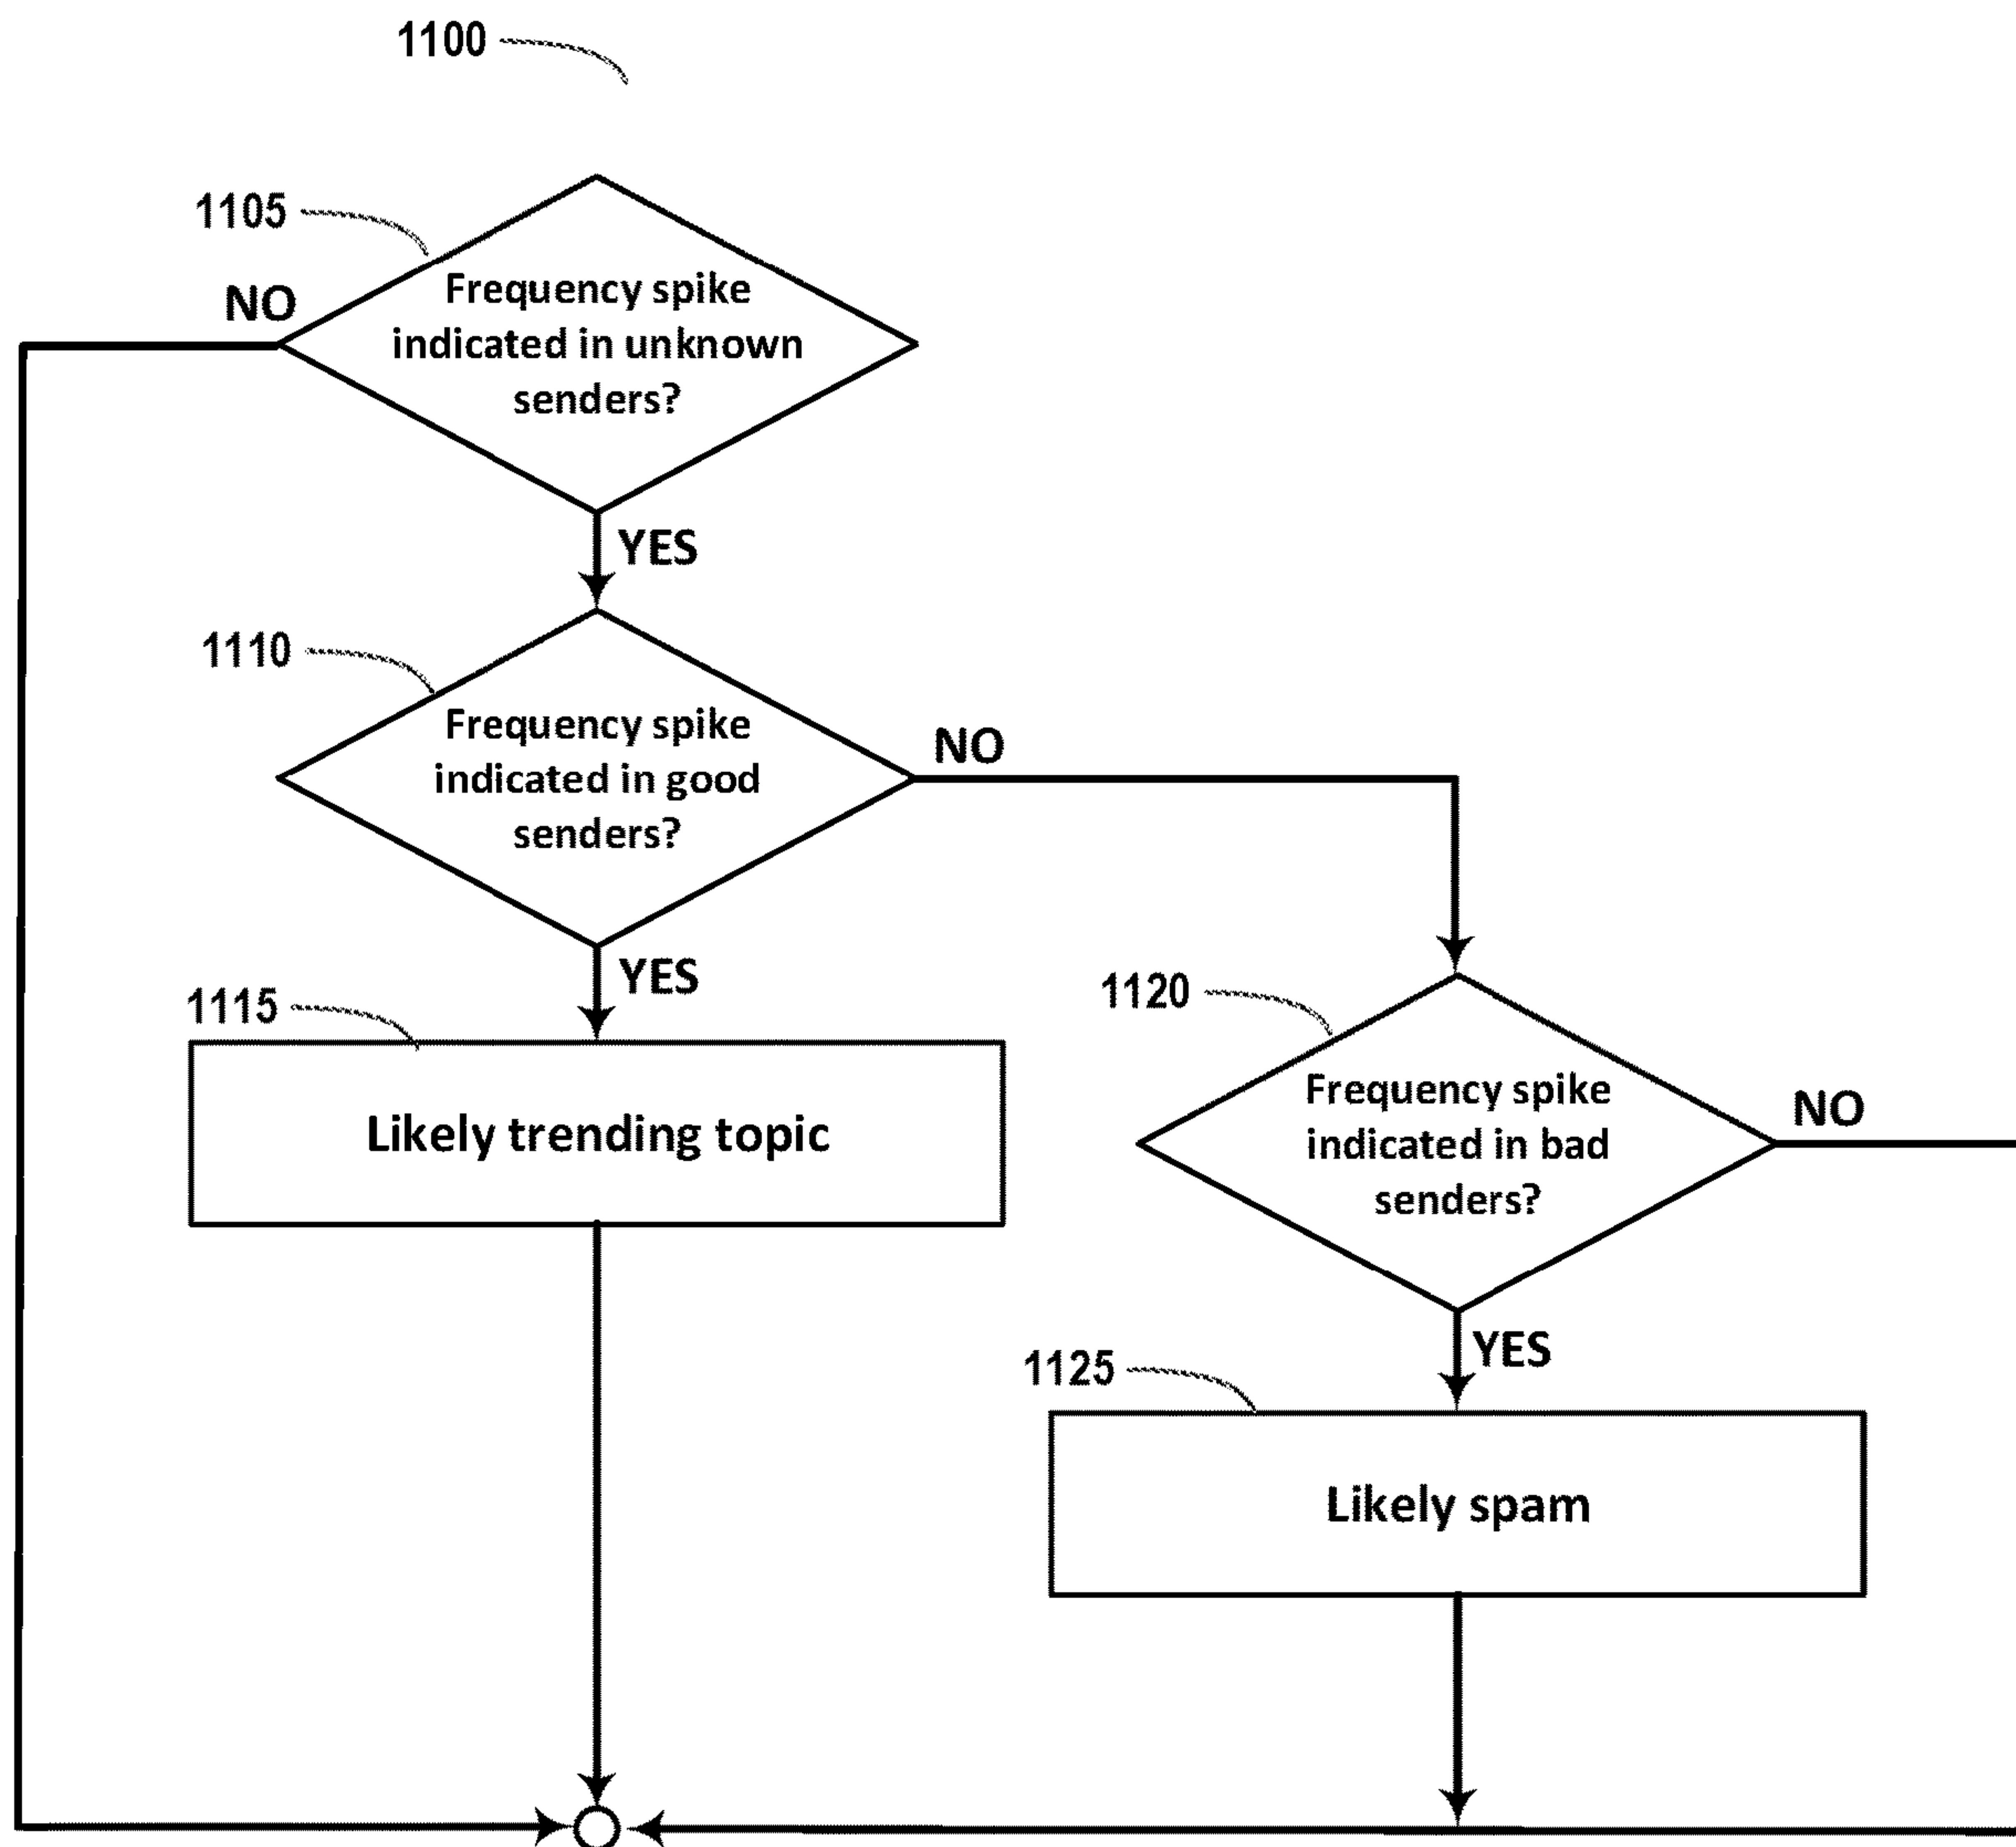 1100
1105
NO
Frequency spike
indicated in unknown
senders?
YES
1110
Frequency spike
indicated in good
senders?
NO
YES
1115
Likely trending topic
1120
Frequency spike
indicated in bad
senders?
NO
YES
1125
Likely spam